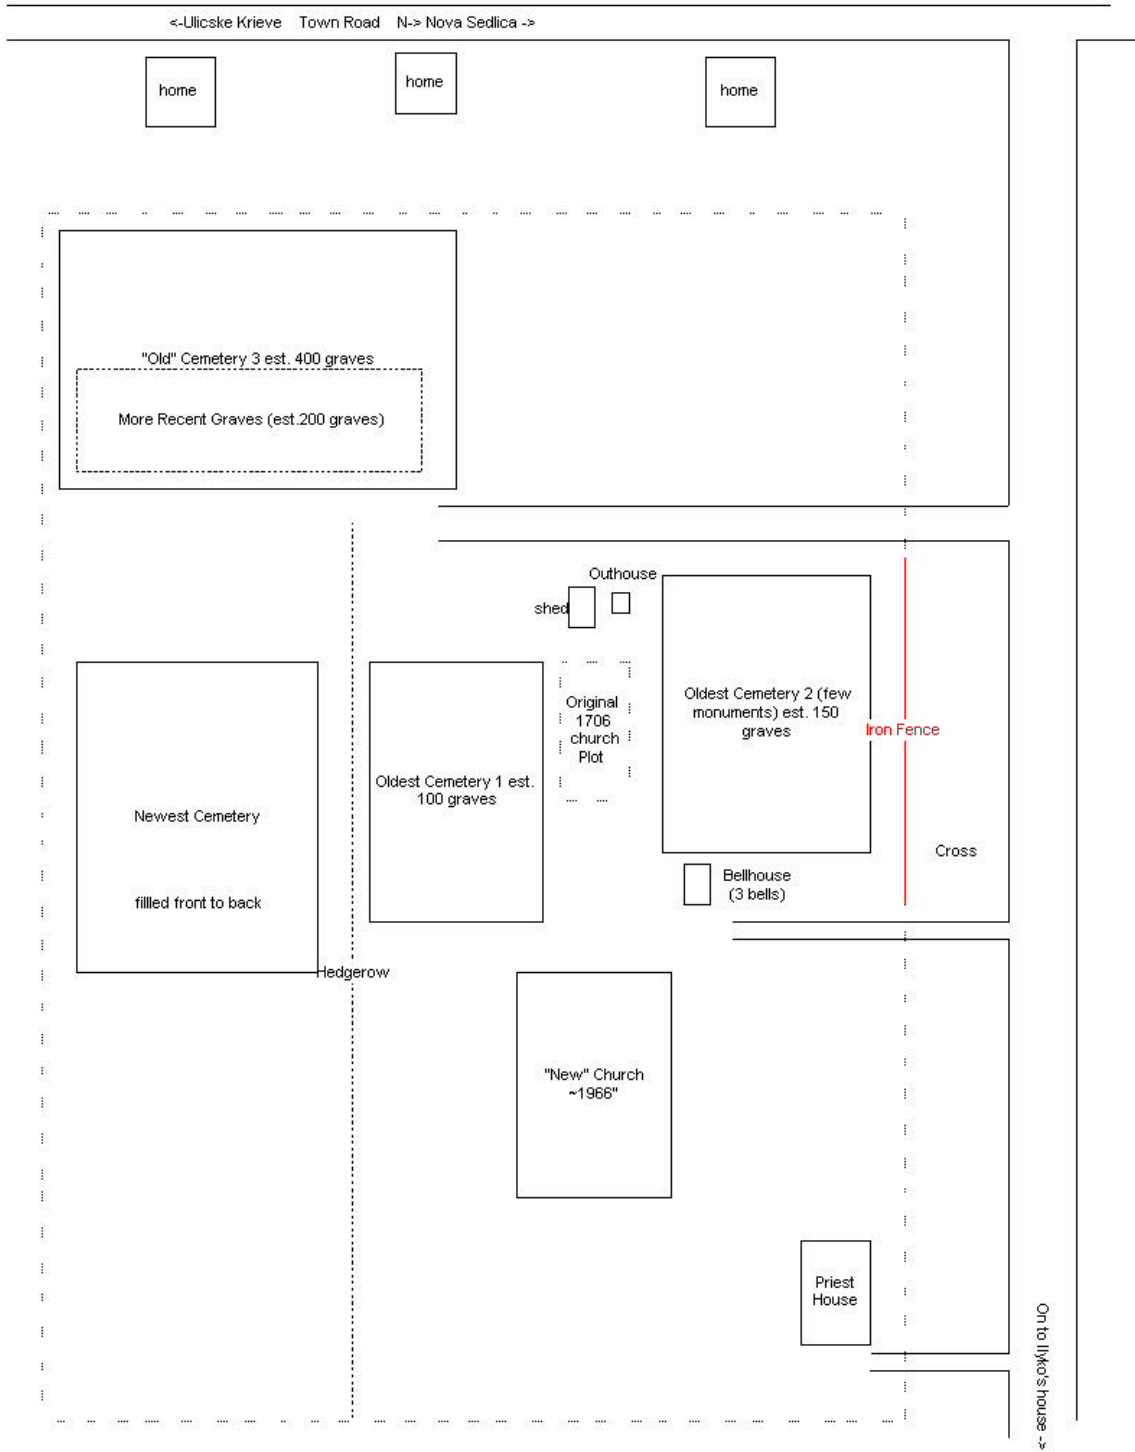 <-Ulicske Krieve Town Road N-> Nova Sedlica ->
home
home
home
"Old" Cemetery 3 est. 400 graves
More Recent Graves (est.200 graves)
Outhouse
shed
Original
1706
church
Plot
Oldest Cemetery 2 (few
monuments) est. 150
graves
Iron Fence
Oldest Cemetery 1 est.
100 graves
Newest Cemetery
fillled front to back
Cross
Bellhouse
(3 bells)
Hedgerow
"New" Church
~1966"
Priest
House
On to Ilyko's house ->